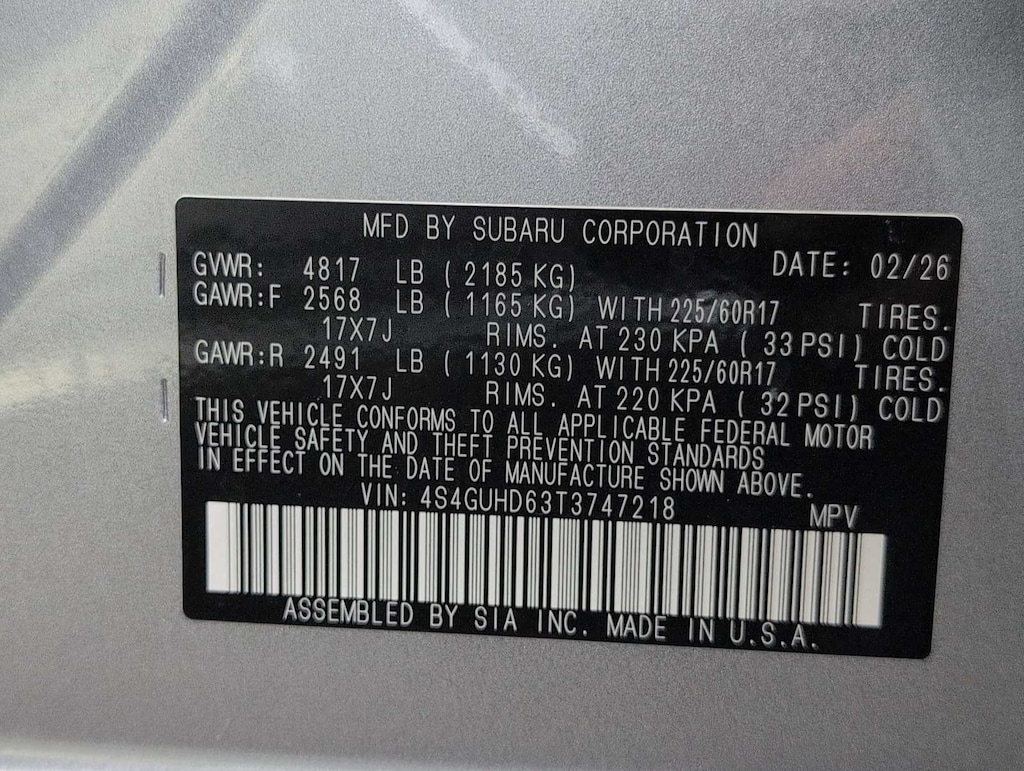 MFD BY SUBARU CORPORATION
GVWR: 4817 LB (2185 KG) DATE: 02/26
GAWR:F 2568 LB (1165 KG) WITH 225/60R17 TIRES.
17X7J RIMS. AT 230 KPA (33 PSI) COLD
GAWR:R 2491 LB (1130 KG) WITH 225/60R17 TIRES.
17X7J RIMS. AT 220 KPA (32 PSI) COLD
THIS VEHICLE CONFORMS TO ALL APPLICABLE FEDERAL MOTOR
VEHICLE SAFETY AND THEFT PREVENTION STANDARDS
IN EFFECT ON THE DATE OF MANUFACTURE SHOWN ABOVE.
VIN: 4S4GUHD63T3747218 MPV
ASSEMBLED BY SIA INC. MADE IN U.S.A.